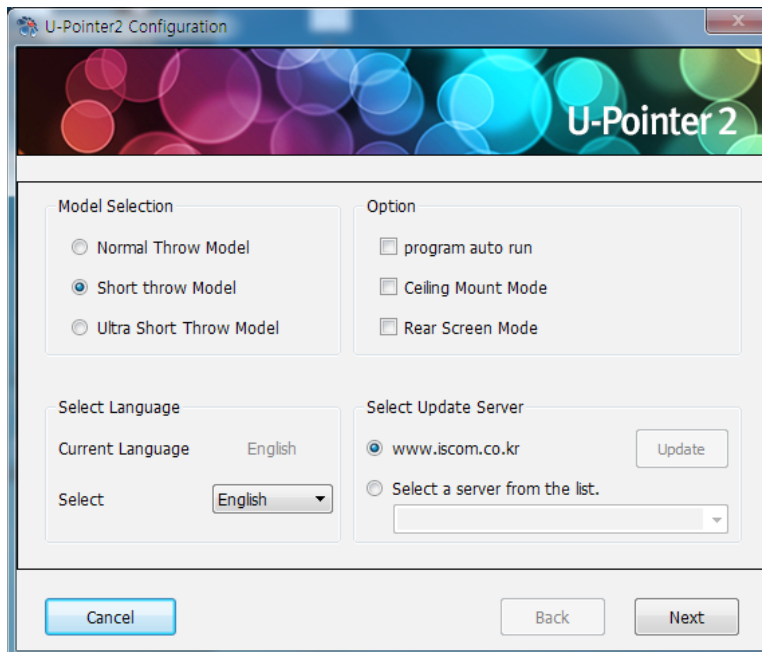 U-Pointer2 Configuration
U-Pointer 2
Model Selection
Normal Throw Model
Short throw Model
Ultra Short Throw Model
Option
program auto run
Ceiling Mount Mode
Rear Screen Mode
Select Language
Current Language English
Select English
Select Update Server
www.iscom.co.kr Update
Select a server from the list.
Cancel Back Next